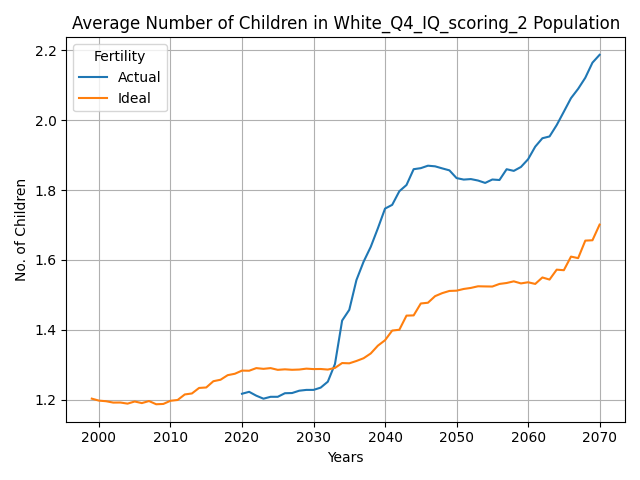 Average Number of Children in White_Q4_IQ_scoring_2 Population
Fertility
Actual
Ideal
No. of Children
2.2
2.0
1.8
1.6
1.4
1.2
2000 2010 2020 2030 2040 2050 2060 2070
Years